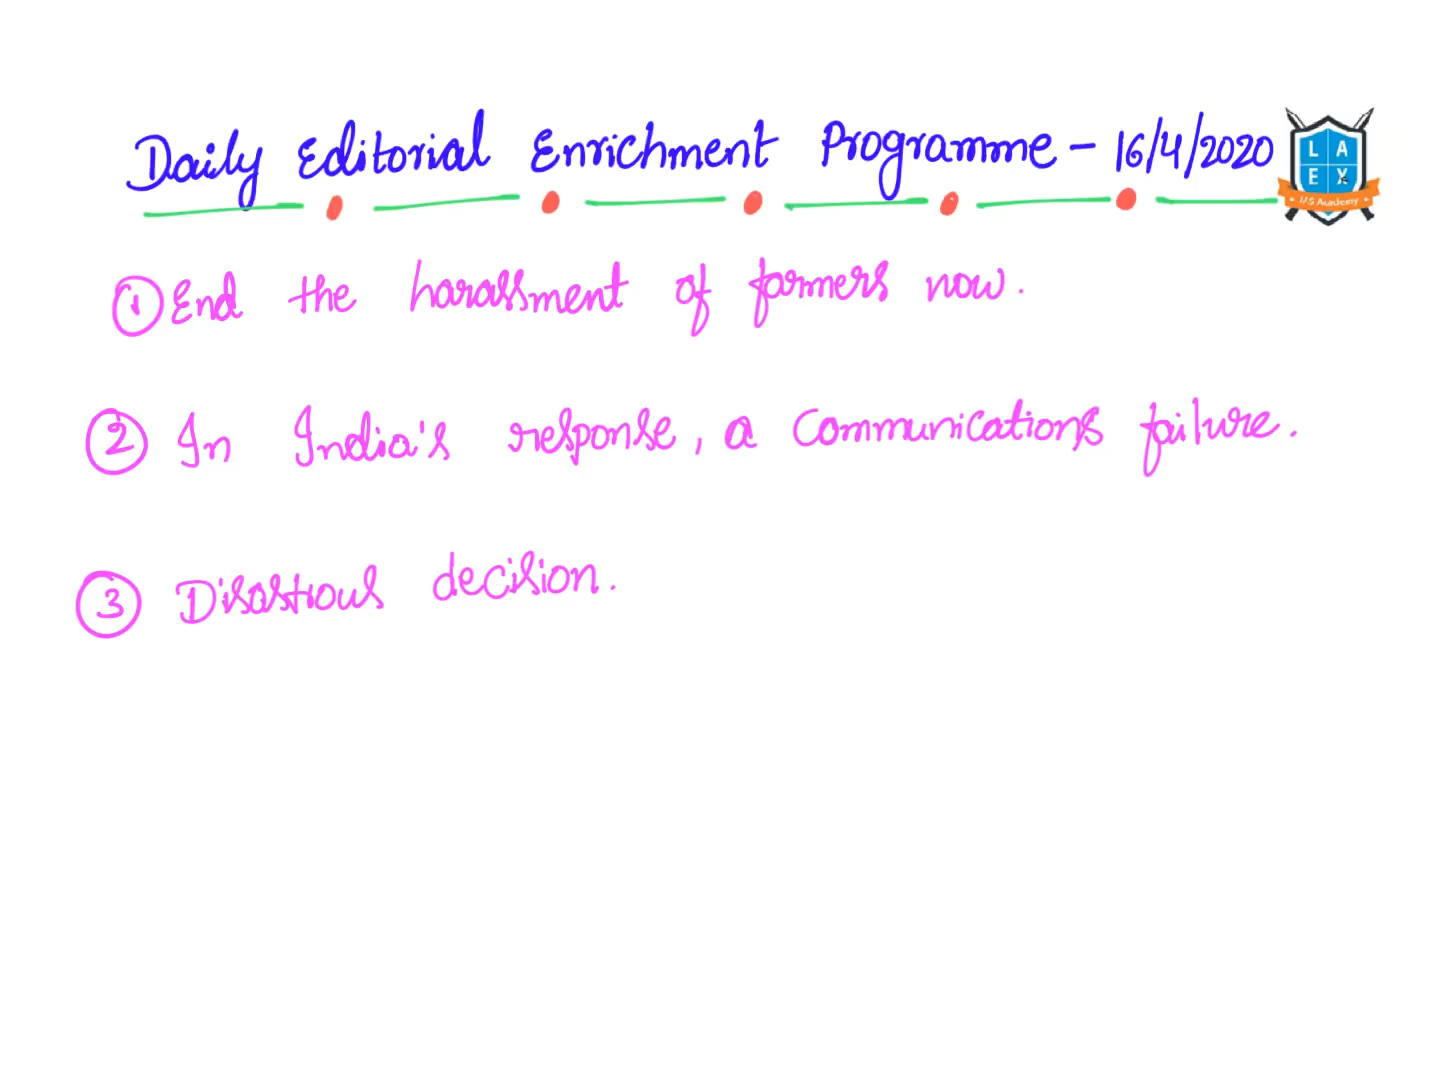 Daily Editorial Enrichment Programme - 16/4/2020
L A
E X
IAS Academy
① End the harassment of farmers now.
② In India's response, a communications failure.
③ Disastrous decision.